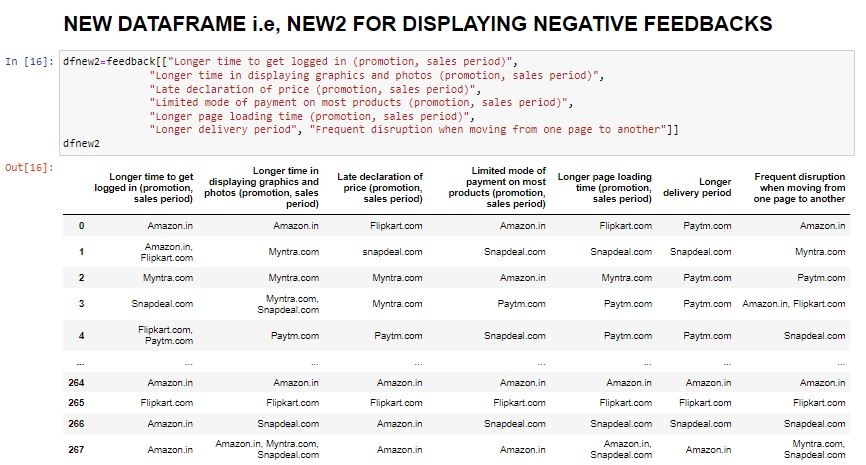 NEW DATAFRAME i.e, NEW2 FOR DISPLAYING NEGATIVE FEEDBACKS
In [16]: dfnew2=feedback[["Longer time to get logged in (promotion, sales period)",
"Longer time in displaying graphics and photos (promotion, sales period)",
"Late declaration of price (promotion, sales period)",
"Limited mode of payment on most products (promotion, sales period)",
"Longer page loading time (promotion, sales period)",
"Longer delivery period", "Frequent disruption when moving from one page to another"]]
dfnew2
Out[16]:
Longer time to get logged in (promotion, sales period) Longer time in displaying graphics and photos (promotion, sales period) Late declaration of price (promotion, sales period) Limited mode of payment on most products (promotion, sales period) Longer page loading time (promotion, sales period) Longer delivery period Frequent disruption when moving from one page to another
0 Amazon.in Amazon.in Flipkart.com Amazon.in Flipkart.com Paytm.com Amazon.in
1 Amazon.in, Flipkart.com Myntra.com snapdeal.com Snapdeal.com Snapdeal.com Snapdeal.com Myntra.com
2 Myntra.com Myntra.com Myntra.com Amazon.in Myntra.com Paytm.com Paytm.com
3 Snapdeal.com Myntra.com, Snapdeal.com Myntra.com Paytm.com Paytm.com Paytm.com Amazon.in, Flipkart.com
4 Flipkart.com, Paytm.com Paytm.com Paytm.com Snapdeal.com Paytm.com Paytm.com Snapdeal.com
... ... ... ... ... ... ... ...
264 Amazon.in Amazon.in Amazon.in Amazon.in Amazon.in Amazon.in Amazon.in
265 Flipkart.com Flipkart.com Flipkart.com Flipkart.com Flipkart.com Flipkart.com Flipkart.com
266 Amazon.in Snapdeal.com Amazon.in Snapdeal.com Snapdeal.com Snapdeal.com Snapdeal.com
267 Amazon.in Amazon.in, Myntra.com, Snapdeal.com Amazon.in Amazon.in Amazon.in, Snapdeal.com Amazon.in Myntra.com, Snapdeal.com